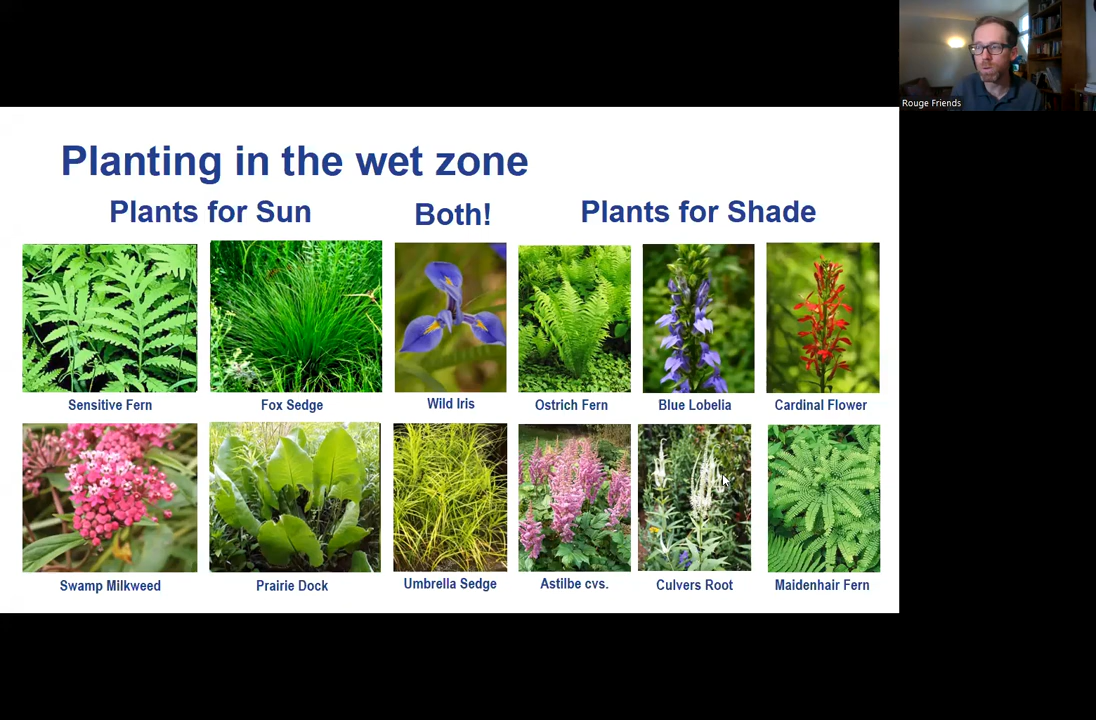 Rouge Friends
Planting in the wet zone
Plants for Sun
Both!
Plants for Shade
Sensitive Fern
Fox Sedge
Wild Iris
Ostrich Fern
Blue Lobelia
Cardinal Flower
Swamp Milkweed
Prairie Dock
Umbrella Sedge
Astilbe cvs.
Culvers Root
Maidenhair Fern